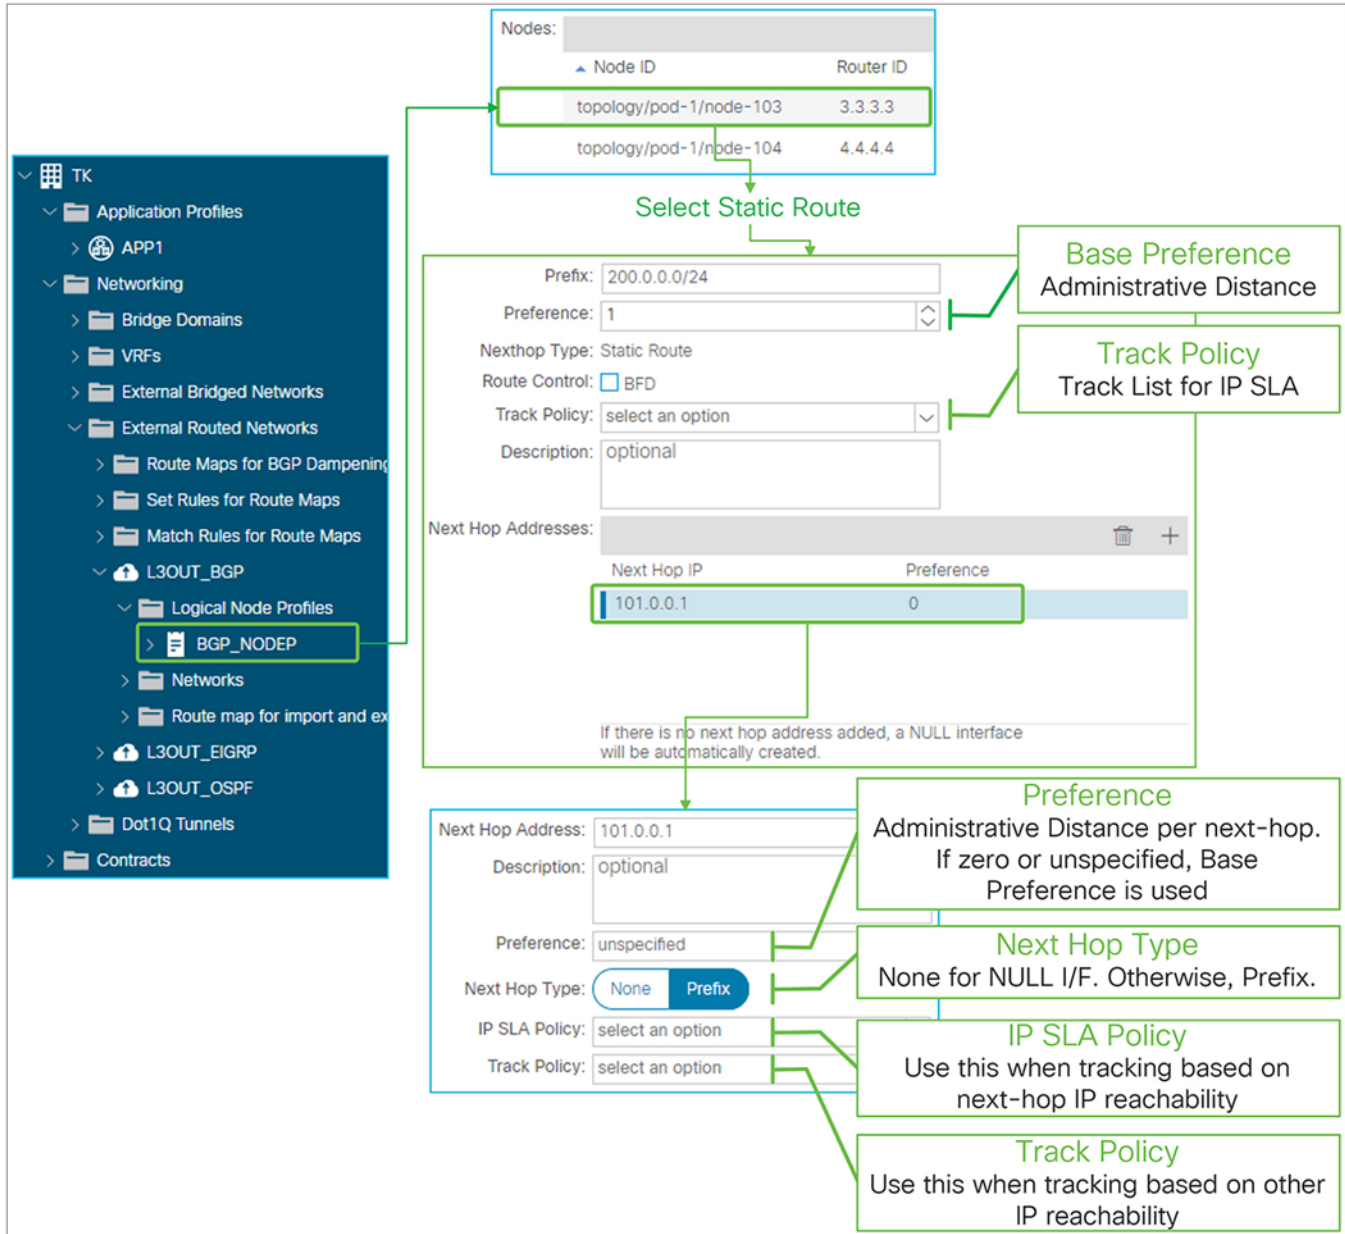 Nodes:
Node ID Router ID
topology/pod-1/node-103 3.3.3.3
topology/pod-1/node-104 4.4.4.4
TK
Application Profiles
APP1
Networking
Bridge Domains
VRFs
External Bridged Networks
External Routed Networks
Route Maps for BGP Dampening
Set Rules for Route Maps
Match Rules for Route Maps
L3OUT_BGP
Logical Node Profiles
BGP_NODEP
Networks
Route map for import and ex
L3OUT_EIGRP
L3OUT_OSPF
Dot1Q Tunnels
Contracts
Select Static Route
Prefix: 200.0.0.0/24
Preference: 1
Nexthop Type: Static Route
Route Control: BFD
Track Policy: select an option
Description: optional
Next Hop Addresses:
Next Hop IP Preference
101.0.0.1 0
If there is no next hop address added, a NULL interface
will be automatically created.
Base Preference
Administrative Distance
Track Policy
Track List for IP SLA
Next Hop Address: 101.0.0.1
Description: optional
Preference: unspecified
Next Hop Type: None Prefix
IP SLA Policy: select an option
Track Policy: select an option
Preference
Administrative Distance per next-hop.
If zero or unspecified, Base
Preference is used
Next Hop Type
None for NULL I/F. Otherwise, Prefix.
IP SLA Policy
Use this when tracking based on
next-hop IP reachability
Track Policy
Use this when tracking based on other
IP reachability